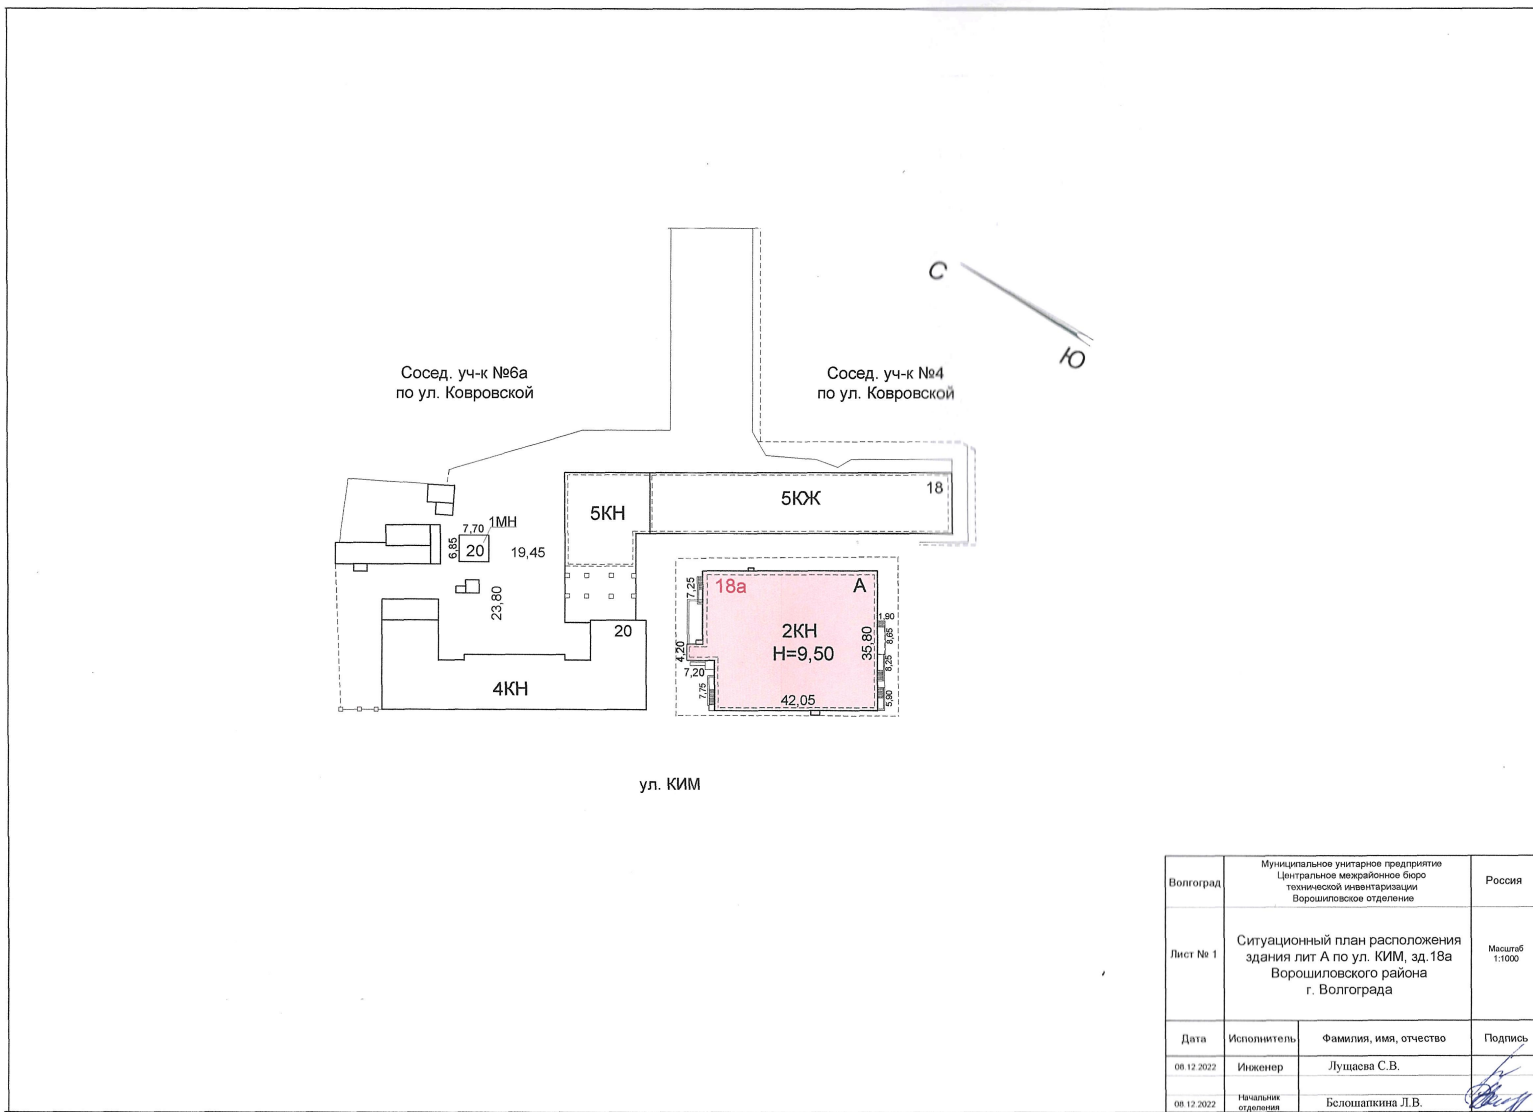 С
Ю
Сосед. уч-к №6а
по ул. Ковровской
Сосед. уч-к №4
по ул. Ковровской
18
5КЖ
5КН
1МН
7,70
6,85
20
19,45
23,80
20
4КН
7,25
18а
А
2КН
Н=9,50
35,80
1,90
8,65
8,25
5,90
4,20
7,20
7,75
42,05
ул. КИМ
Волгоград
Муниципальное унитарное предприятие
Центральное межрайонное бюро
технической инвентаризации
Ворошиловское отделение
Россия
Лист № 1
Ситуационный план расположения
здания лит А по ул. КИМ, зд.18а
Ворошиловского района
г. Волгограда
Масштаб
1:1000
Дата
Исполнитель
Фамилия, имя, отчество
Подпись
08.12.2022
Инженер
Лущаева С.В.
08.12.2022
Начальник
отделения
Белошапкина Л.В.